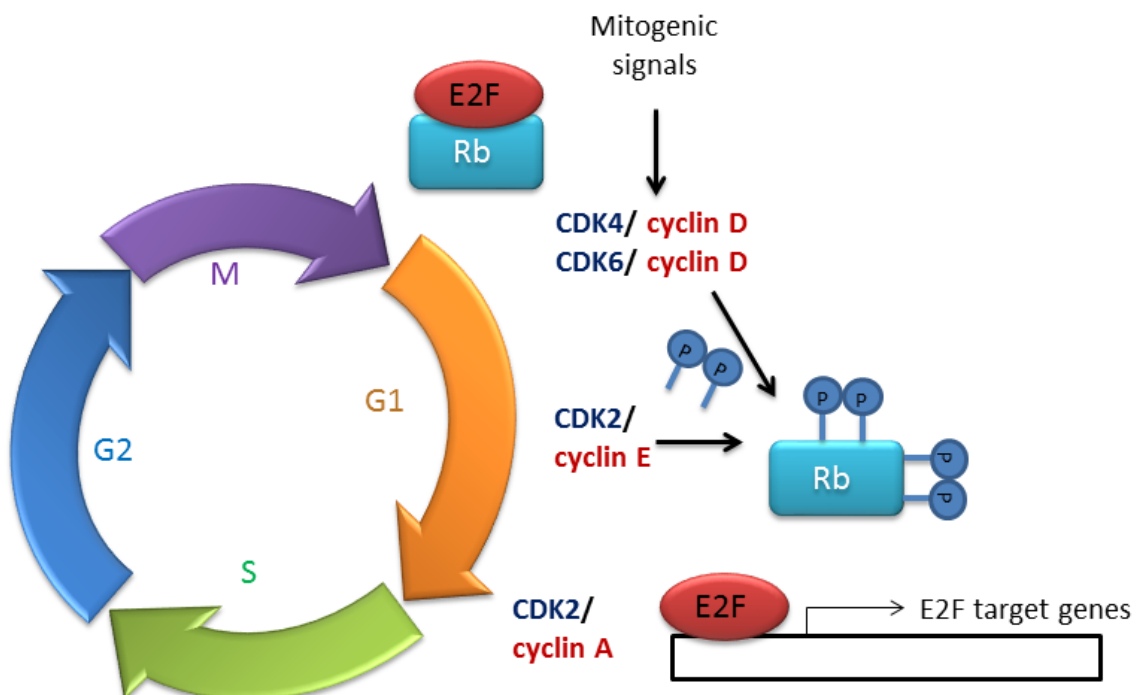 Mitogenic
signals
E2F
Rb
CDK4/ cyclin D
CDK6/ cyclin D
M
G1
G2
S
P
P
CDK2/
cyclin E
P
P
Rb
P
P
CDK2/
cyclin A
E2F
E2F target genes